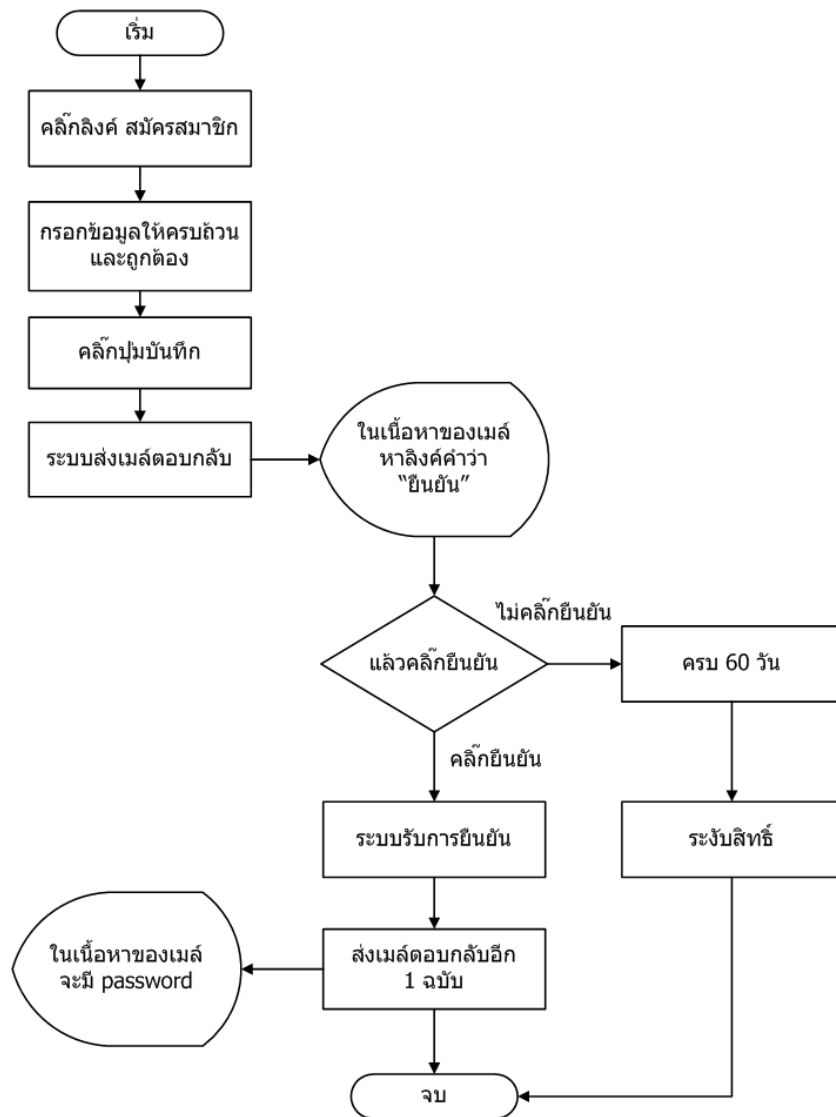 เริ่ม
คลิ๊กลิงค์ สมัครสมาชิก
กรอกข้อมูลให้ครบถ้วน
และถูกต้อง
คลิ๊กปุ่มบันทึก
ระบบส่งเมล์ตอบกลับ
ในเนื้อหาของเมล์
หาลิงค์คำว่า
“ยืนยัน”
แล้วคลิ๊กยืนยัน
ไม่คลิ๊กยืนยัน
ครบ 60 วัน
คลิ๊กยืนยัน
ระบบรับการยืนยัน
ระงับสิทธิ์
ส่งเมล์ตอบกลับอีก
1 ฉบับ
ในเนื้อหาของเมล์
จะมี password
จบ